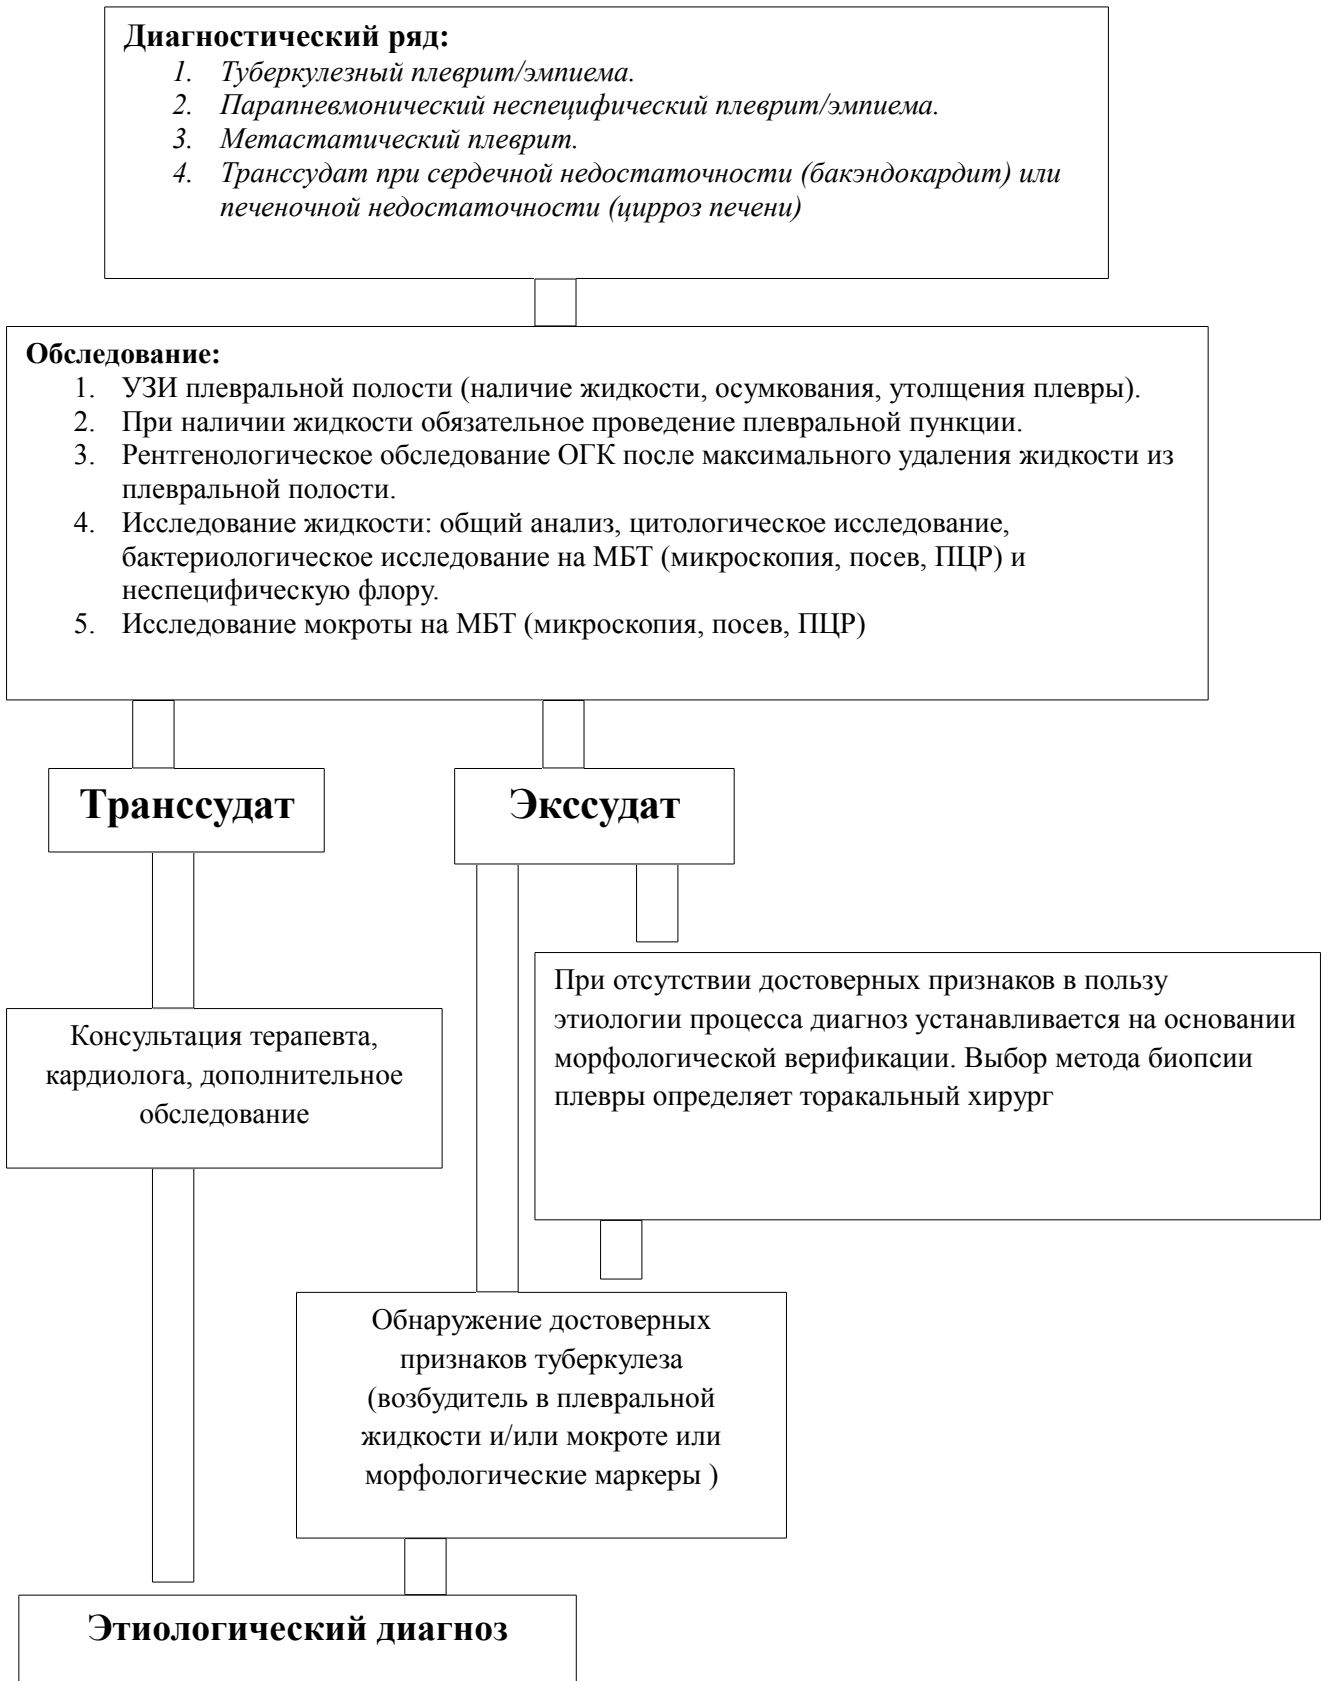 Диагностический ряд:
1. Туберкулезный плеврит/эмпиема.
2. Парапневмонический неспецифический плеврит/эмпиема.
3. Метастатический плеврит.
4. Транссудат при сердечной недостаточности (бакэндокардит) или
печеночной недостаточности (цирроз печени)
Обследование:
1. УЗИ плевральной полости (наличие жидкости, осумкования, утолщения плевры).
2. При наличии жидкости обязательное проведение плевральной пункции.
3. Рентгенологическое обследование ОГК после максимального удаления жидкости из
плевральной полости.
4. Исследование жидкости: общий анализ, цитологическое исследование,
бактериологическое исследование на МБТ (микроскопия, посев, ПЦР) и
неспецифическую флору.
5. Исследование мокроты на МБТ (микроскопия, посев, ПЦР)
Транссудат
Экссудат
При отсутствии достоверных признаков в пользу
этиологии процесса диагноз устанавливается на основании
морфологической верификации. Выбор метода биопсии
плевры определяет торакальный хирург
Консультация терапевта,
кардиолога, дополнительное
обследование
Обнаружение достоверных
признаков туберкулеза
(возбудитель в плевральной
жидкости и/или мокроте или
морфологические маркеры )
Этиологический диагноз